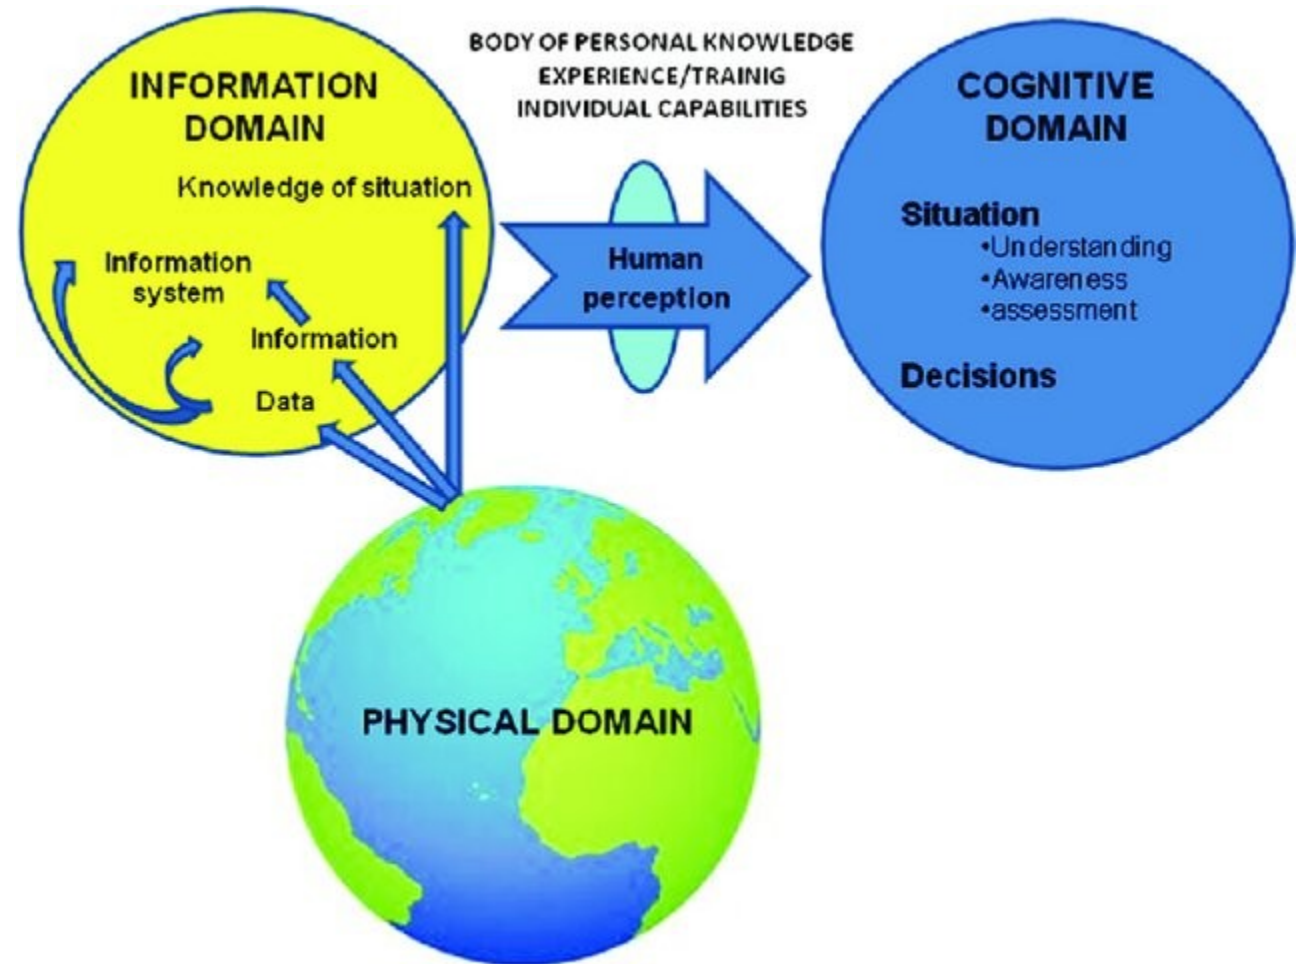 INFORMATION
DOMAIN
Knowledge of situation
Information
system
Information
Data
BODY OF PERSONAL KNOWLEDGE
EXPERIENCE/TRAINIG
INDIVIDUAL CAPABILITIES
Human
perception
COGNITIVE
DOMAIN
Situation
•Understanding
•Awareness
•assessment
Decisions
PHYSICAL DOMAIN